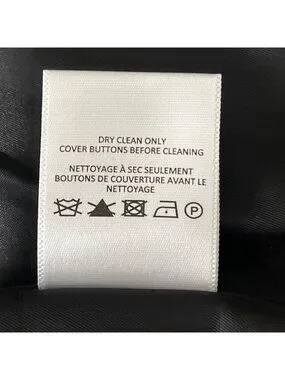 DRY CLEAN ONLY
COVER BUTTONS BEFORE CLEANING
NETTOYAGE À SEC SEULEMENT
BOUTONS DE COUVERTURE AVANT LE
NETTOYAGE
P